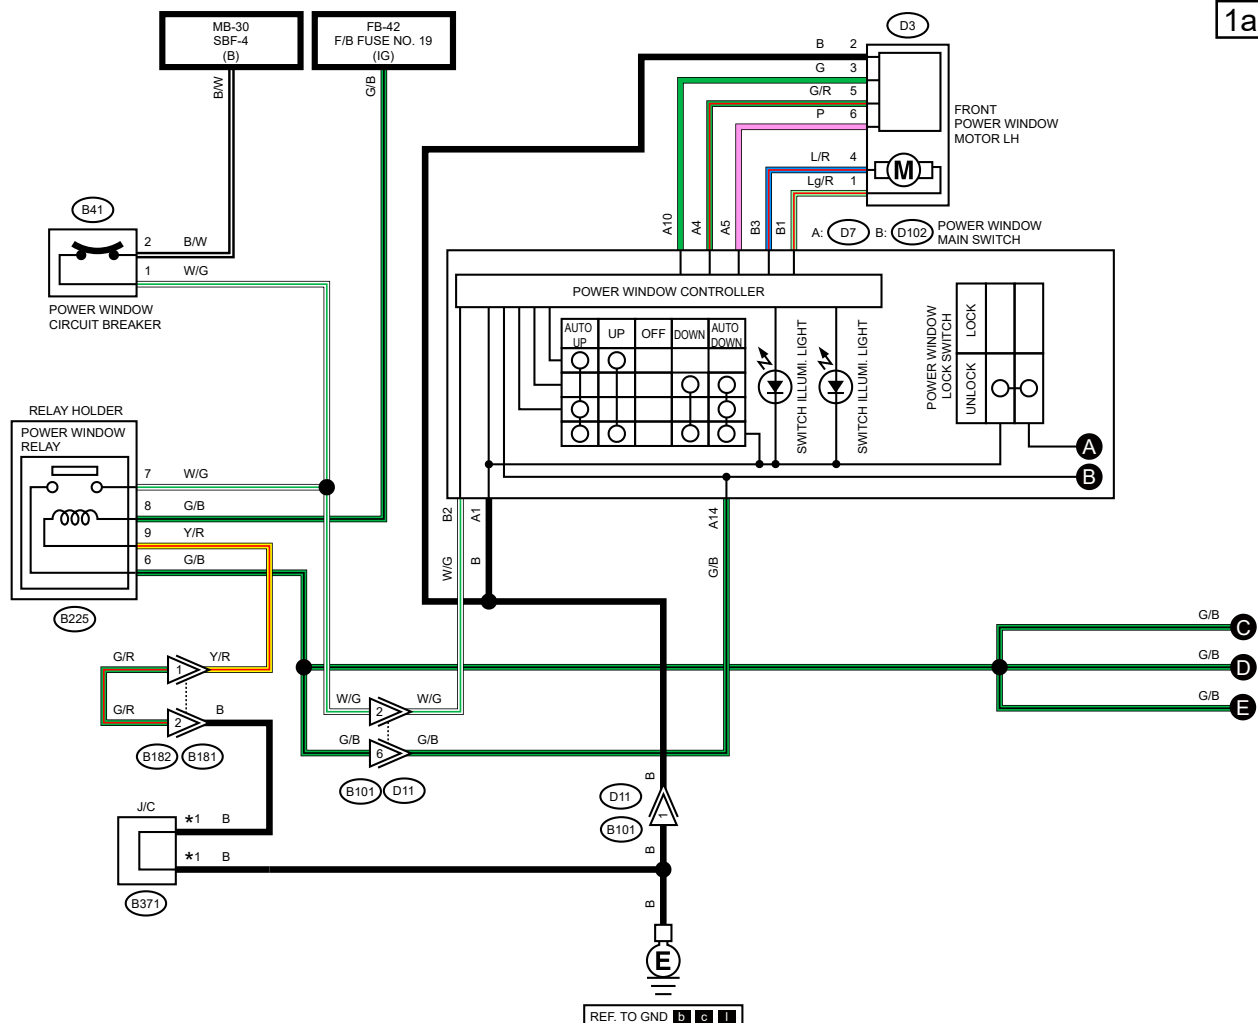 1a
MB-30
SBF-4
(B)
FB-42
F/B FUSE NO. 19
(IG)
B/W
G/B
D3
B 2
G 3
G/R 5
P 6
L/R 4
Lg/R 1
M
FRONT
POWER WINDOW
MOTOR LH
A10
A4
A5
B3
B1
A: D7 B: D102
POWER WINDOW
MAIN SWITCH
B41
2 B/W
1 W/G
POWER WINDOW
CIRCUIT BREAKER
POWER WINDOW CONTROLLER
AUTO
UP
UP
OFF
DOWN
AUTO
DOWN
SWITCH ILLUMI. LIGHT
SWITCH ILLUMI. LIGHT
POWER WINDOW
LOCK SWITCH
LOCK
UNLOCK
A
B
RELAY HOLDER
POWER WINDOW
RELAY
7 W/G
8 G/B
9 Y/R
6 G/B
B225
B2
A1
A14
W/G
B
G/B
G/B
C
G/B
D
G/B
E
G/R
1
Y/R
G/R
2
B
B182
B181
W/G
2
W/G
G/B
6
G/B
B101
D11
B
D11
B101
1
B
J/C
*1 B
*1 B
B371
B
E
REF. TO GND b c l